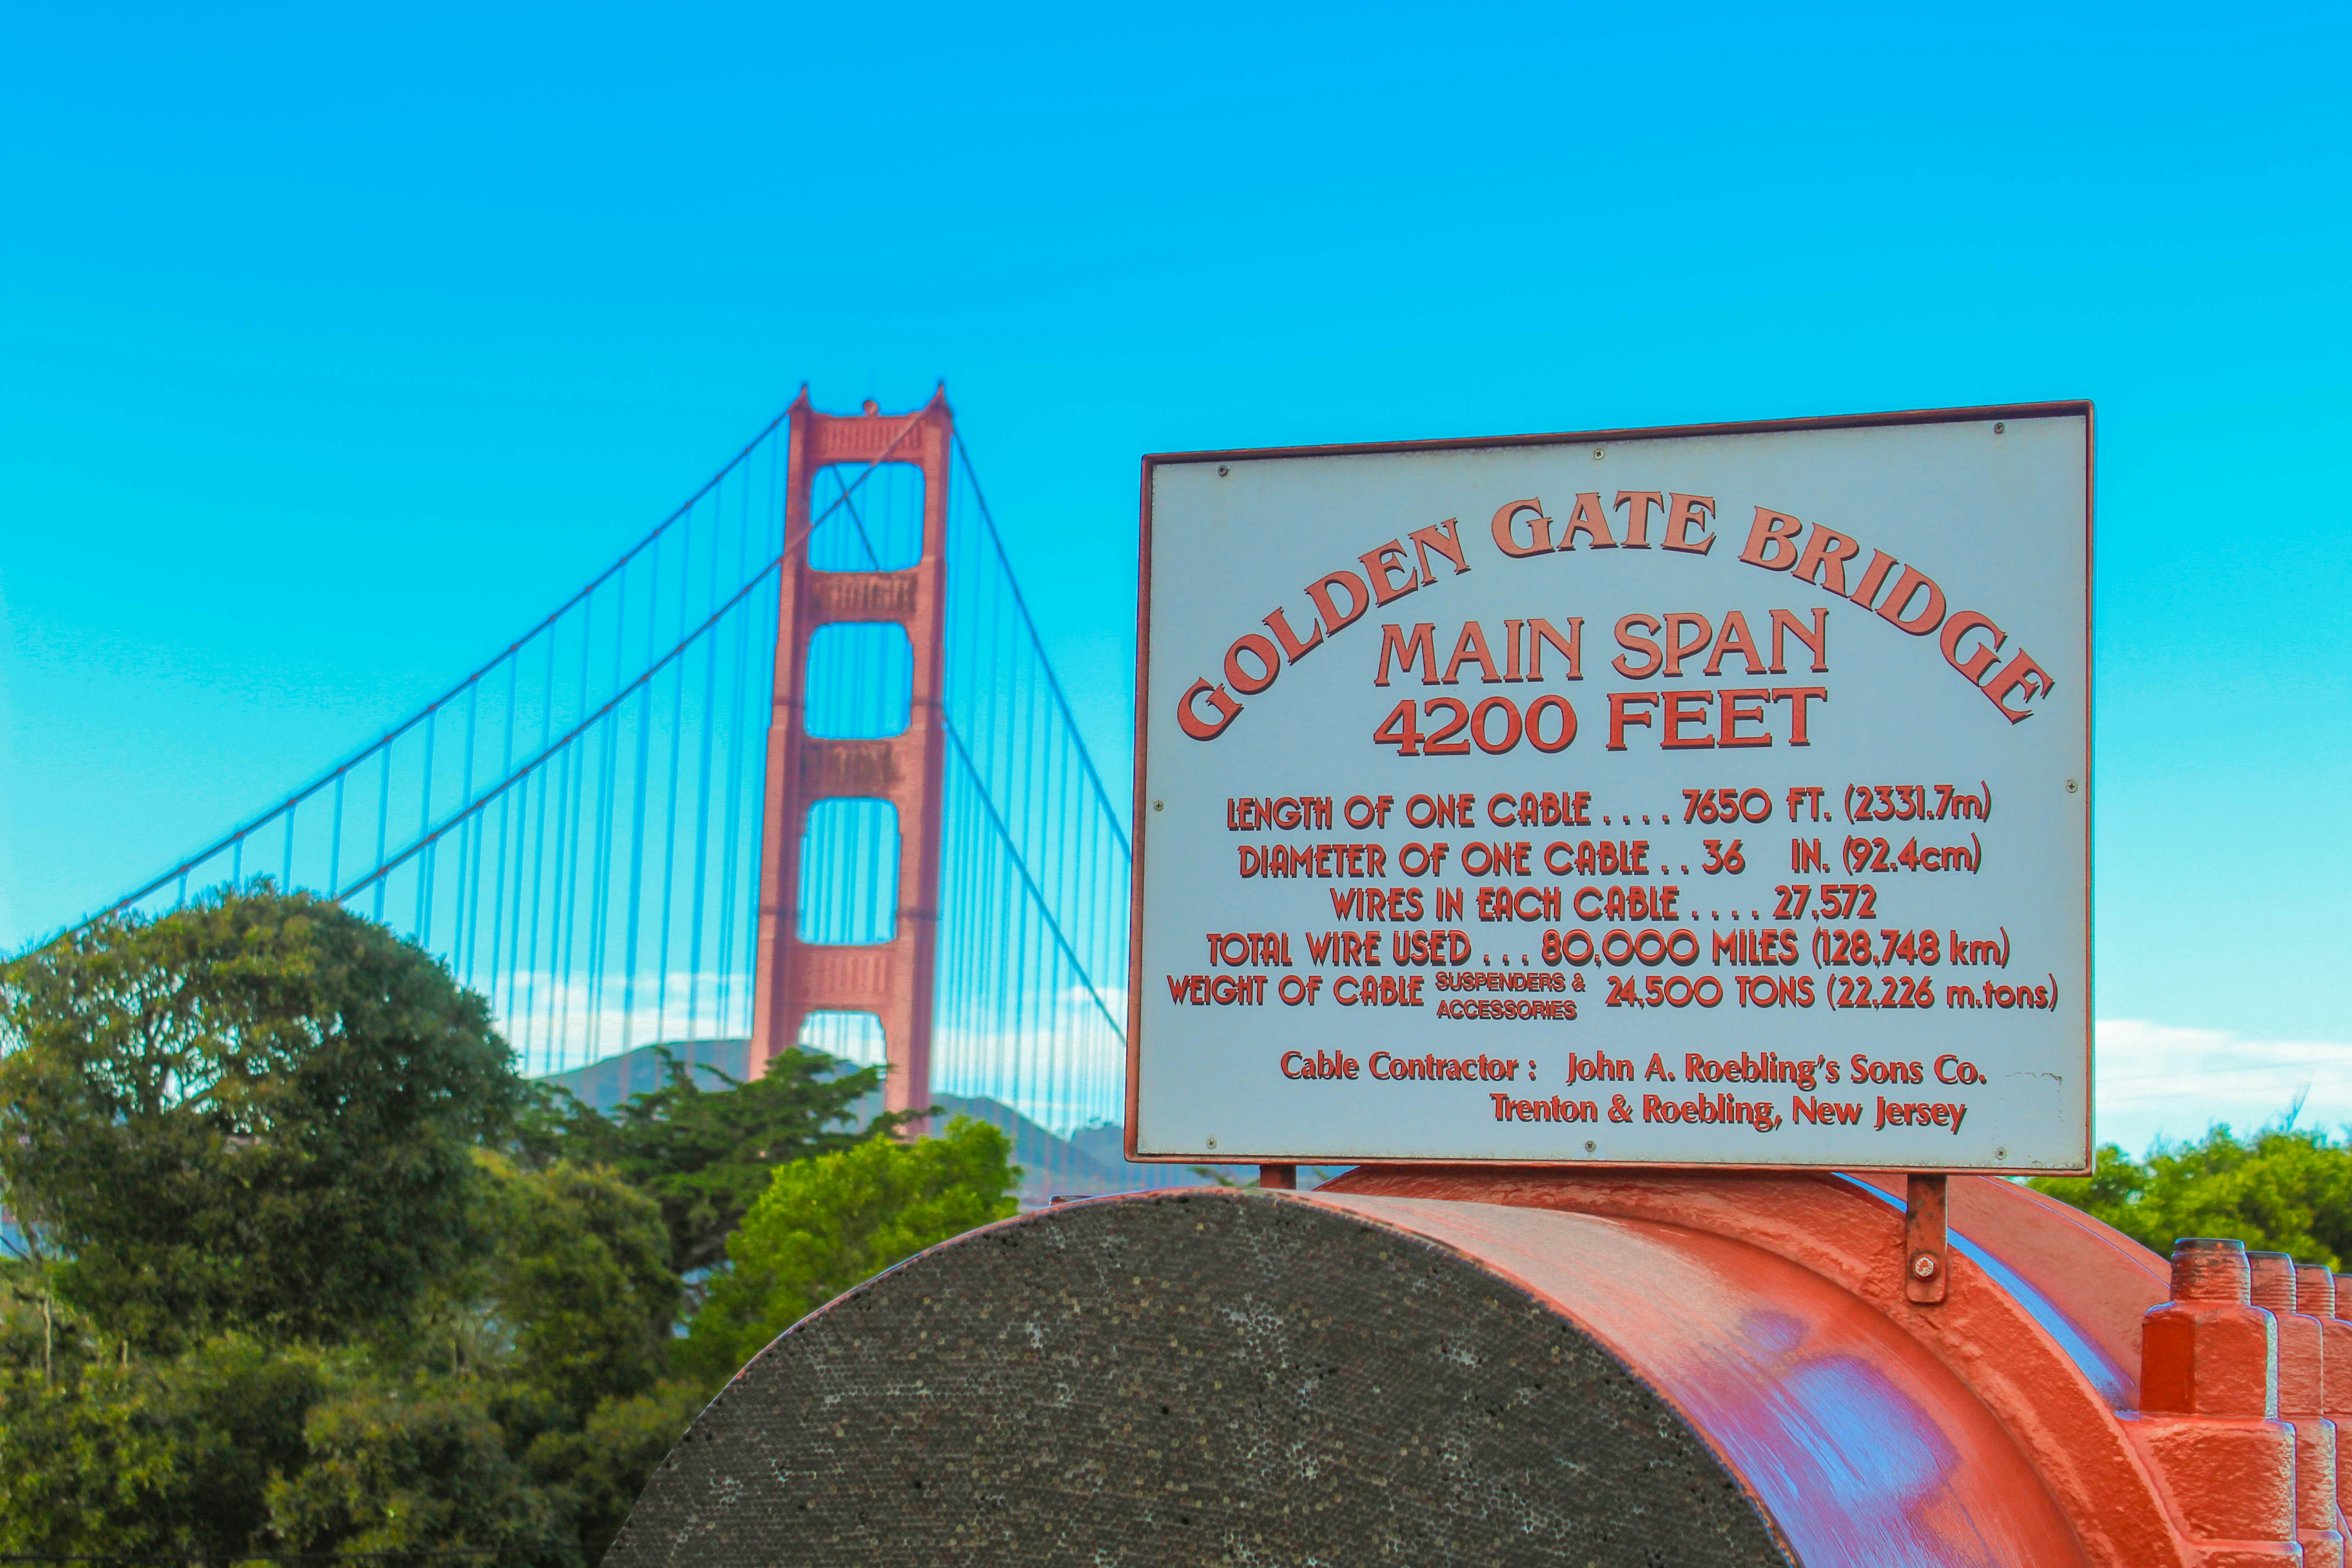 GOLDEN GATE BRIDGE
MAIN SPAN
4200 FEET
LENGTH OF ONE CABLE .... 7650 FT. (2331.7m)
DIAMETER OF ONE CABLE .. 36 IN. (92.4cm)
WIRES IN EACH CABLE .... 27,572
TOTAL WIRE USED ... 80,000 MILES (128,748 km)
WEIGHT OF CABLE SUSPENDERS & ACCESSORIES 24,500 TONS (22,226 m.tons)
Cable Contractor : John A. Roebling's Sons Co.
Trenton & Roebling, New Jersey